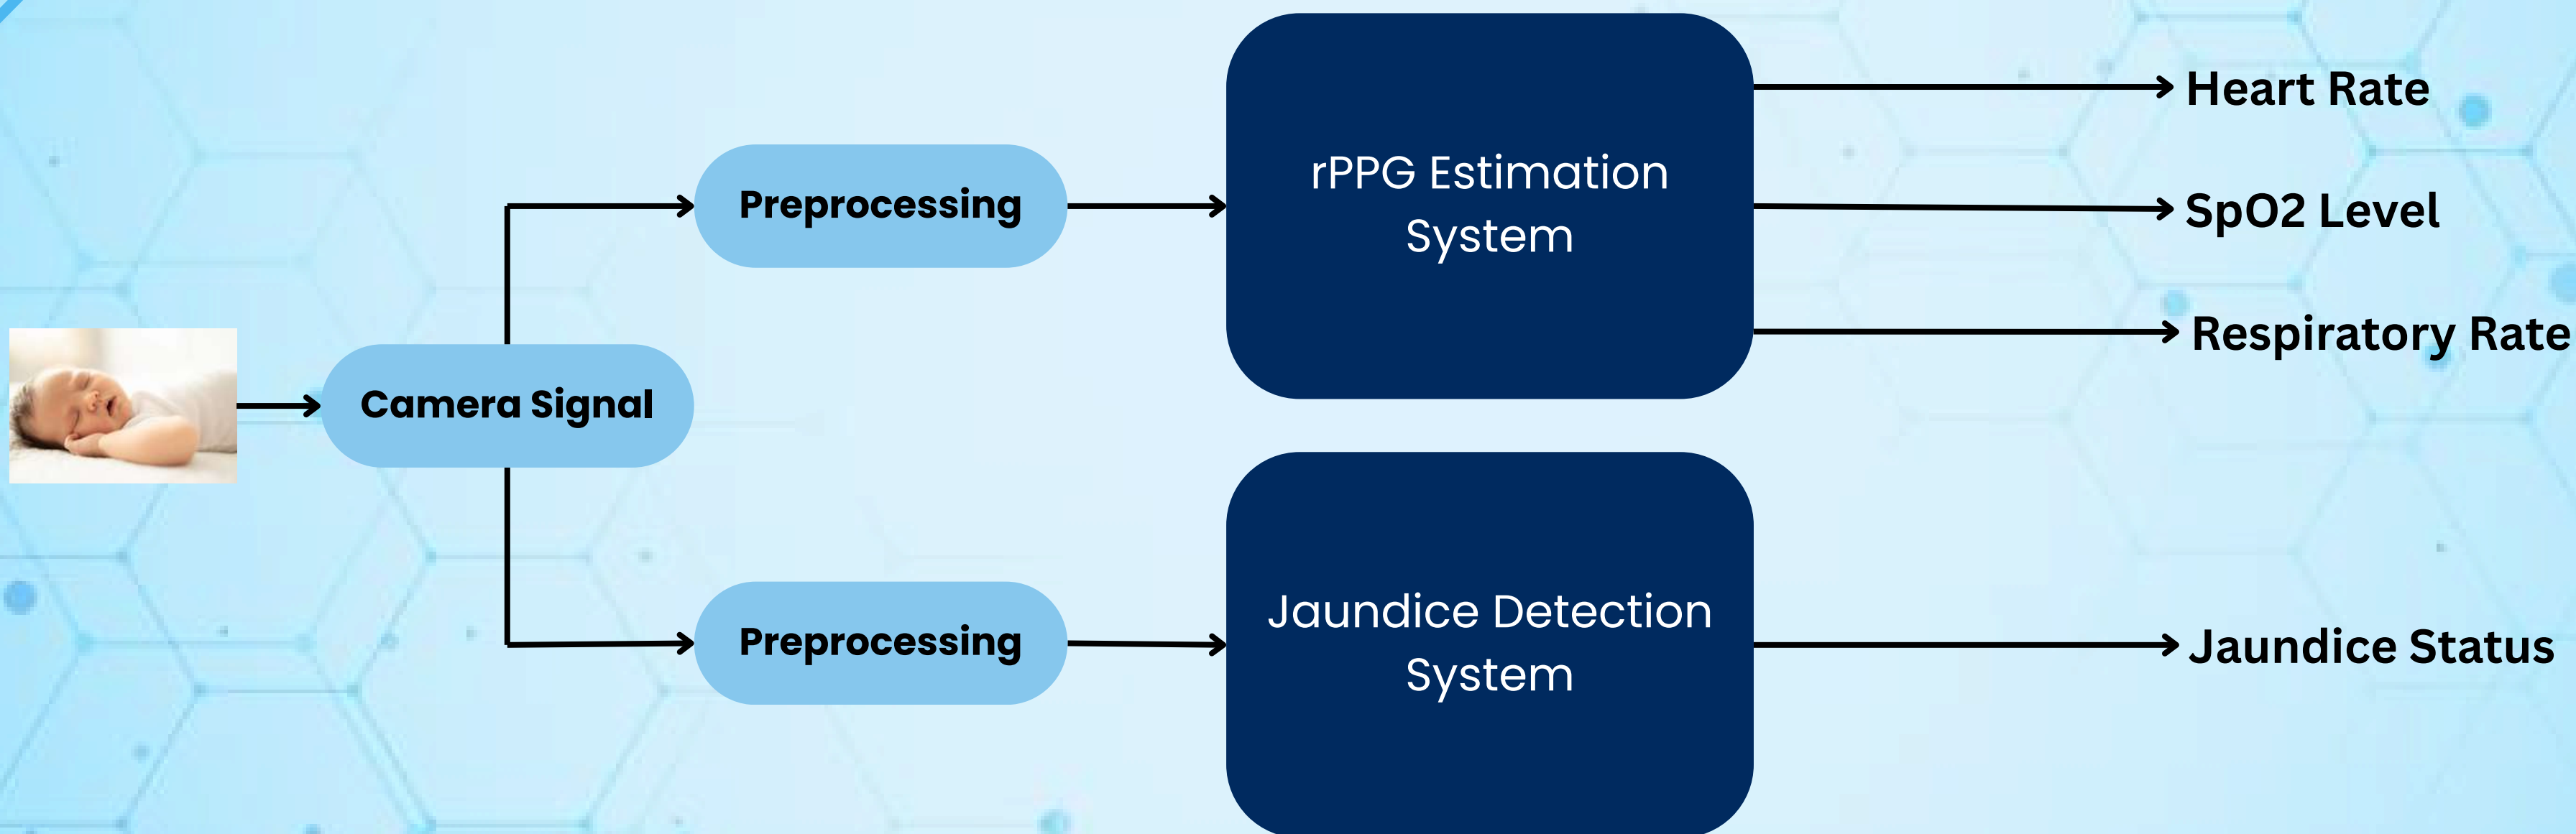 Heart Rate
rPPG Estimation
System
Preprocessing
SpO2 Level
Respiratory Rate
Camera Signal
Jaundice Detection
System
Preprocessing
Jaundice Status